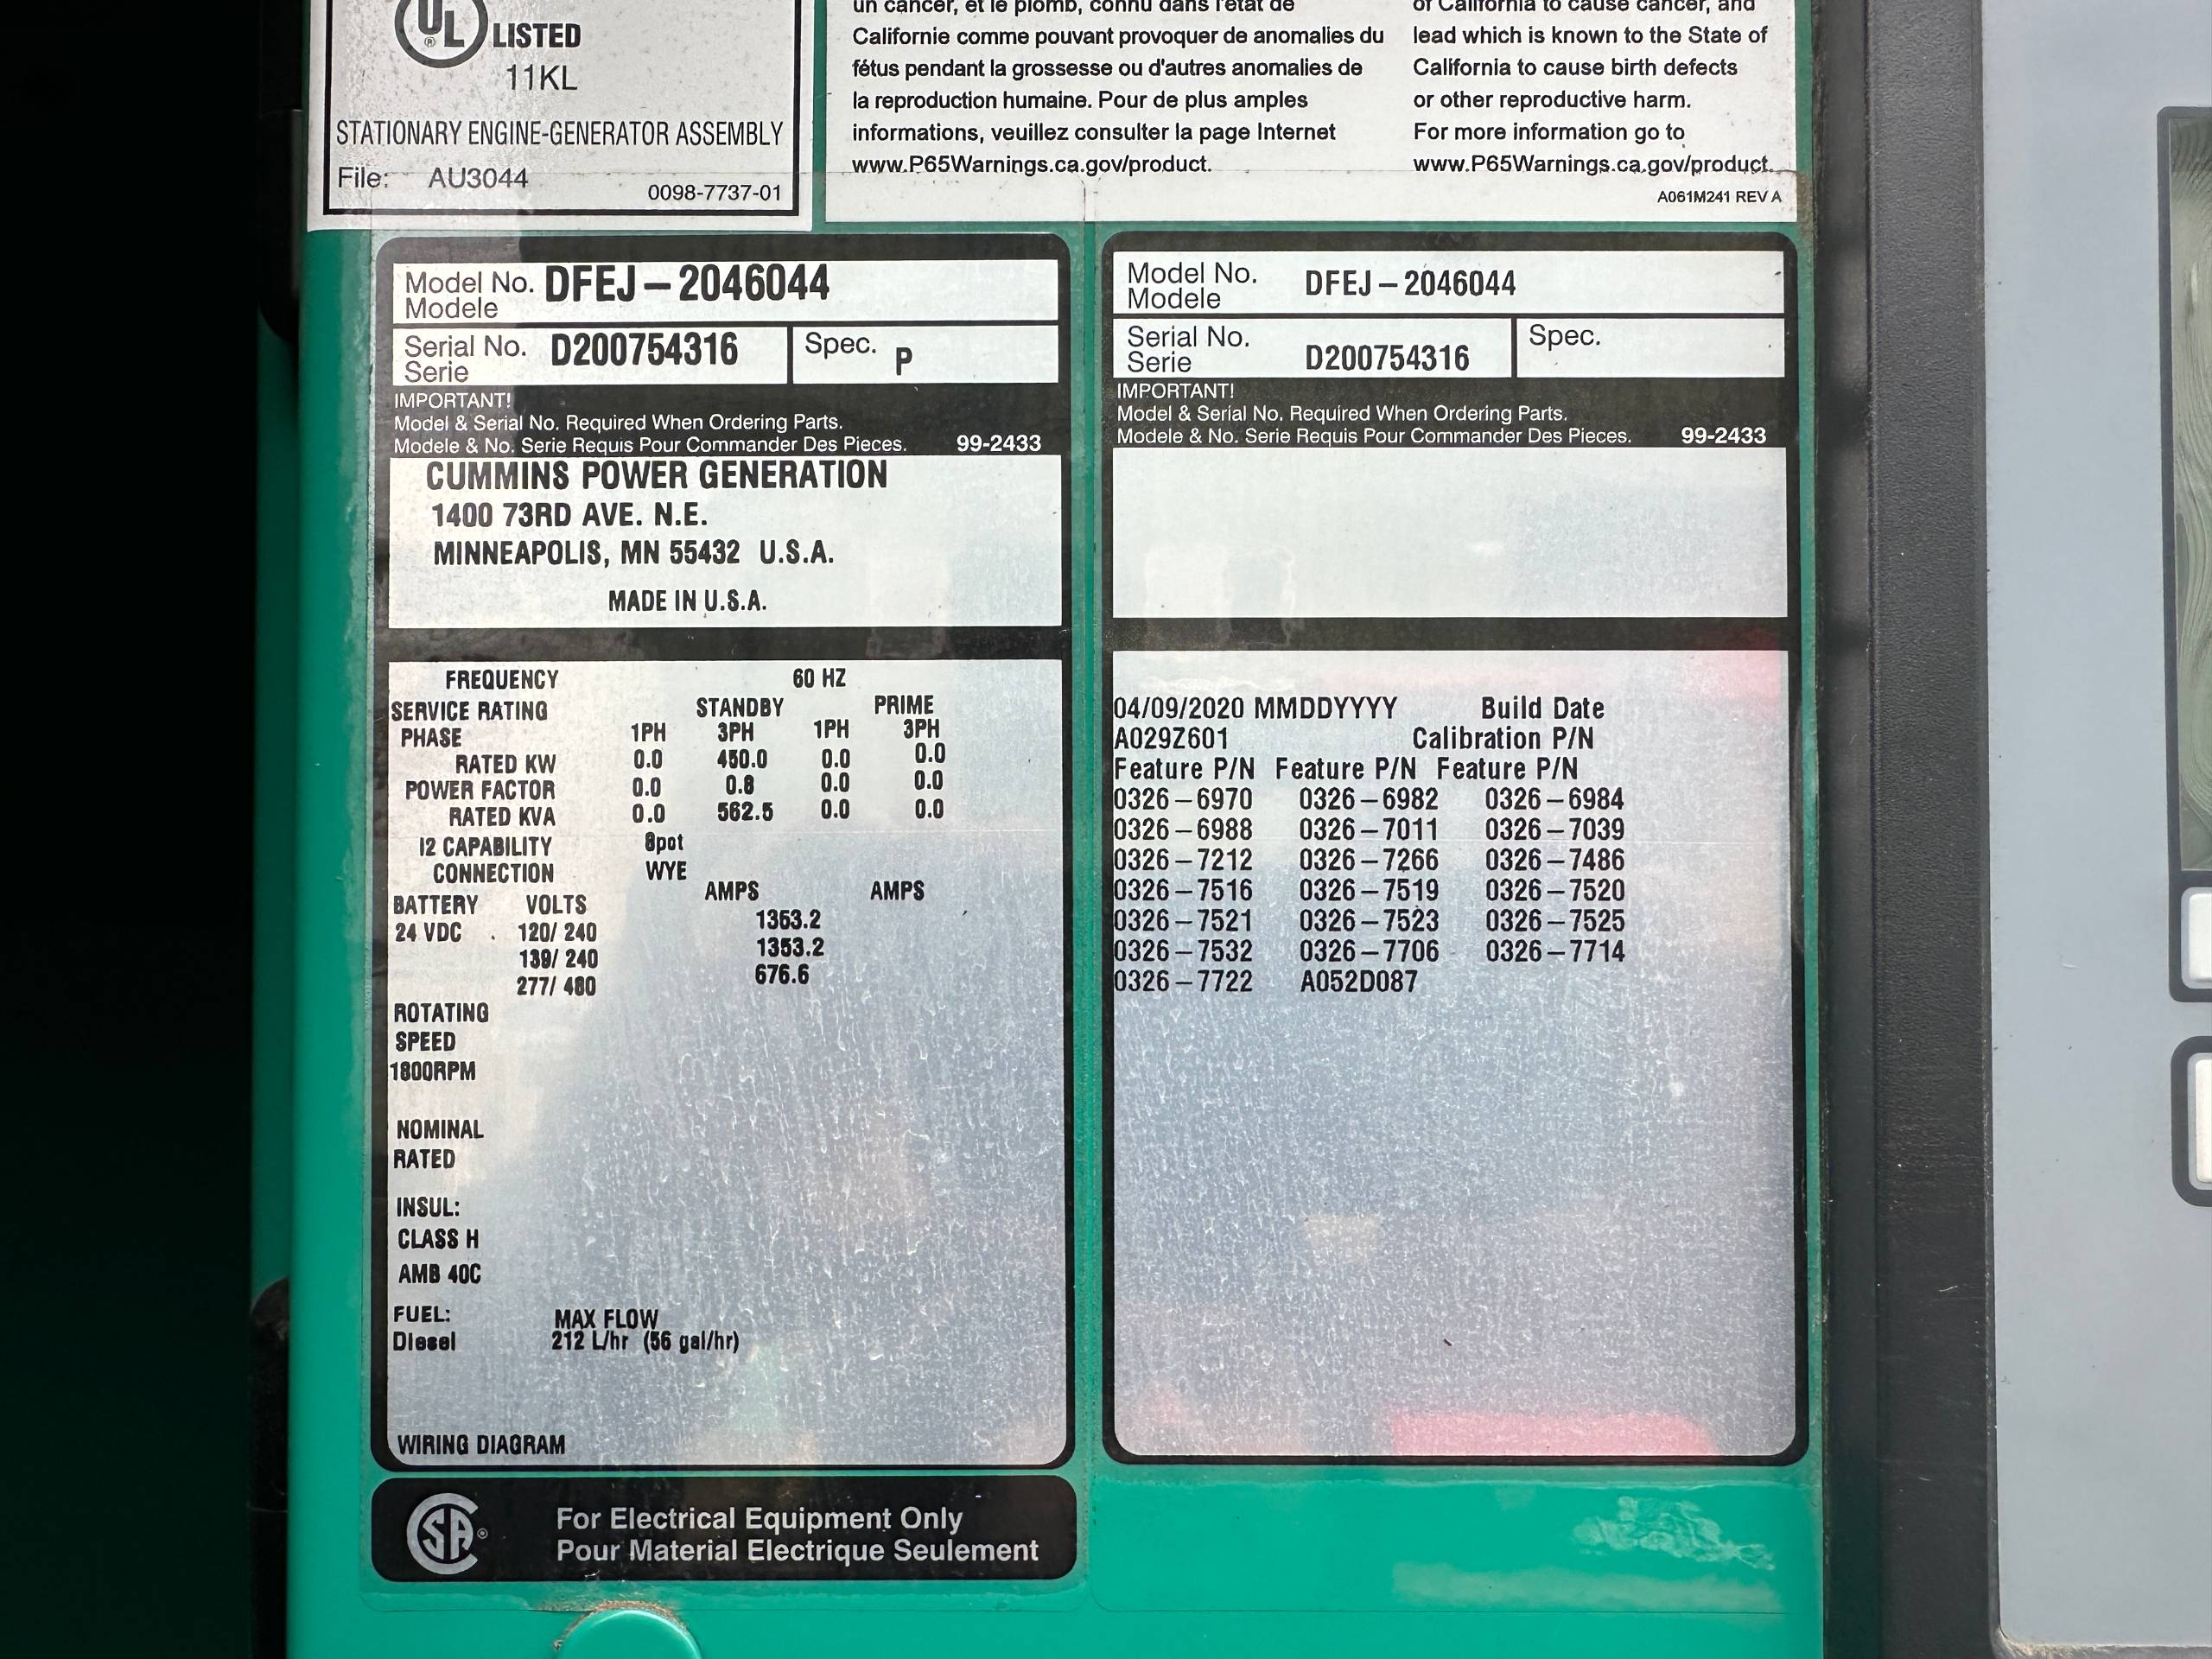 UL
® LISTED
11KL
STATIONARY ENGINE-GENERATOR ASSEMBLY
File: AU3044
0098-7737-01
un cancer, et le plomb, connu dans l'état de
Californie comme pouvant provoquer de anomalies du
fétus pendant la grossesse ou d'autres anomalies de
la reproduction humaine. Pour de plus amples
informations, veuillez consulter la page Internet
www.P65Warnings.ca.gov/product.
of California to cause cancer, and
lead which is known to the State of
California to cause birth defects
or other reproductive harm.
For more information go to
www.P65Warnings.ca.gov/product.
A061M241 REV A
Model No. DFEJ – 2046044
Modele
Serial No. D200754316 Spec. P
Serie
IMPORTANT!
Model & Serial No. Required When Ordering Parts.
Modele & No. Serie Requis Pour Commander Des Pieces. 99-2433
CUMMINS POWER GENERATION
1400 73RD AVE. N.E.
MINNEAPOLIS, MN 55432 U.S.A.
MADE IN U.S.A.
FREQUENCY 60 HZ
SERVICE RATING STANDBY PRIME
PHASE 1PH 3PH 1PH 3PH
RATED KW 0.0 450.0 0.0 0.0
POWER FACTOR 0.0 0.8 0.0 0.0
RATED KVA 0.0 562.5 0.0 0.0
I2 CAPABILITY 8pot
CONNECTION WYE
AMPS AMPS
BATTERY VOLTS
24 VDC 120/ 240 1353.2
139/ 240 1353.2
277/ 480 676.6
ROTATING
SPEED
1800RPM
NOMINAL
RATED
INSUL:
CLASS H
AMB 40C
FUEL: MAX FLOW
Diesel 212 L/hr (56 gal/hr)
WIRING DIAGRAM
SA® For Electrical Equipment Only
Pour Material Electrique Seulement
Model No. DFEJ – 2046044
Modele
Serial No. D200754316 Spec.
Serie
IMPORTANT!
Model & Serial No. Required When Ordering Parts.
Modele & No. Serie Requis Pour Commander Des Pieces. 99-2433
04/09/2020 MMDDYYYY Build Date
A029Z601 Calibration P/N
Feature P/N Feature P/N Feature P/N
0326 – 6970 0326 – 6982 0326 – 6984
0326 – 6988 0326 – 7011 0326 – 7039
0326 – 7212 0326 – 7266 0326 – 7486
0326 – 7516 0326 – 7519 0326 – 7520
0326 – 7521 0326 – 7523 0326 – 7525
0326 – 7532 0326 – 7706 0326 – 7714
0326 – 7722 A052D087